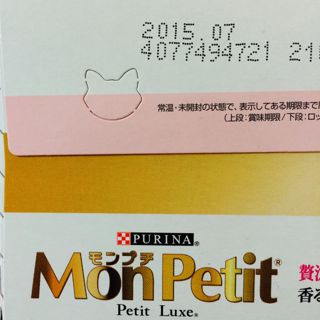 2015.07
4077494721 21
常温・未開封の状態で、表示してある期限まで
(上段:賞味期限/下段:ロッ
PURINA®
モンプチ
MonPetit®
Petit Luxe®
贅
香る